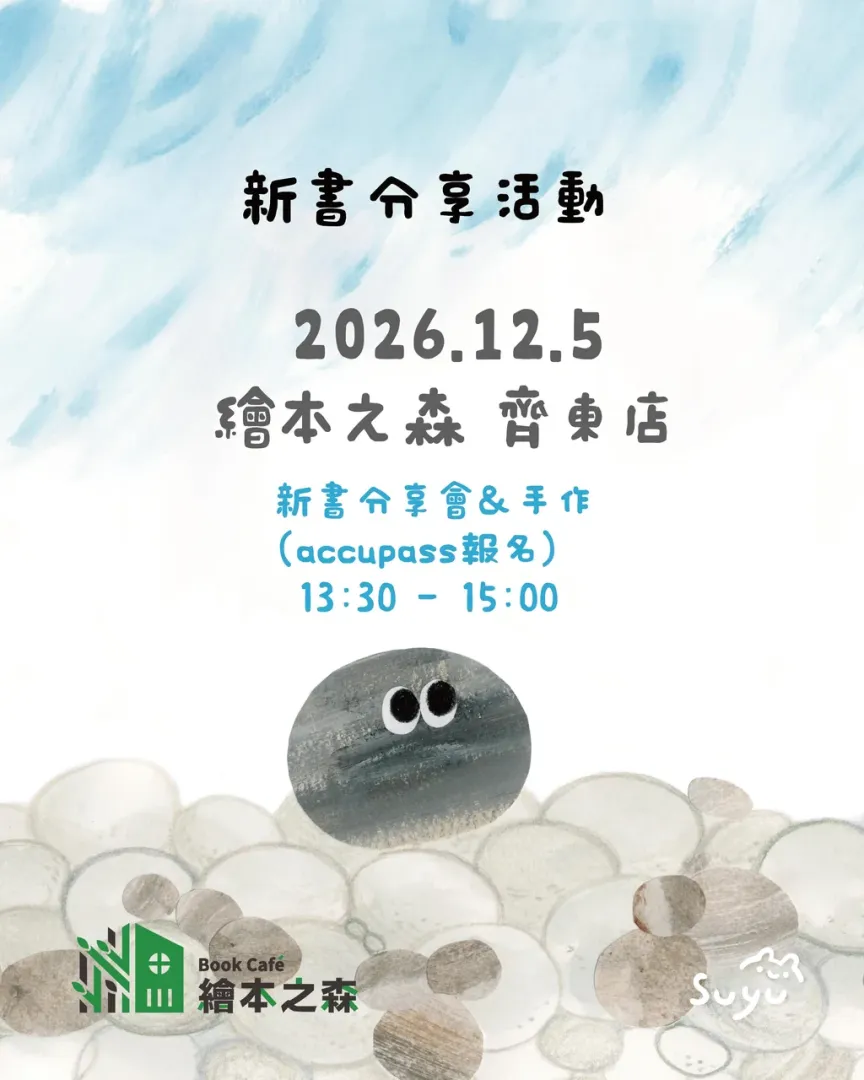 新書分享活動
2026.12.5
繪本之森 齊東店
新書分享會&手作
(accupass報名)
13:30 - 15:00
Book Café
繪本之森
Suyu